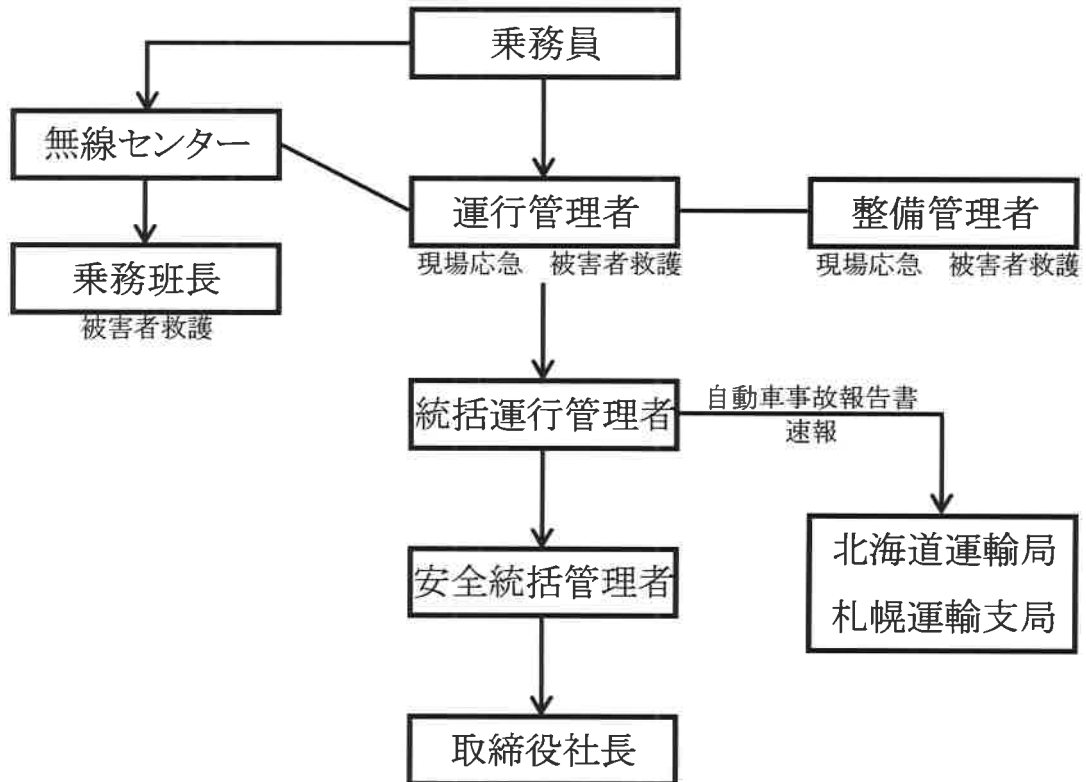 乗務員
無線センター
運行管理者
整備管理者
現場応急　被害者救護
現場応急　被害者救護
乗務班長
被害者救護
統括運行管理者
自動車事故報告書
速報
北海道運輸局
札幌運輸支局
安全統括管理者
取締役社長